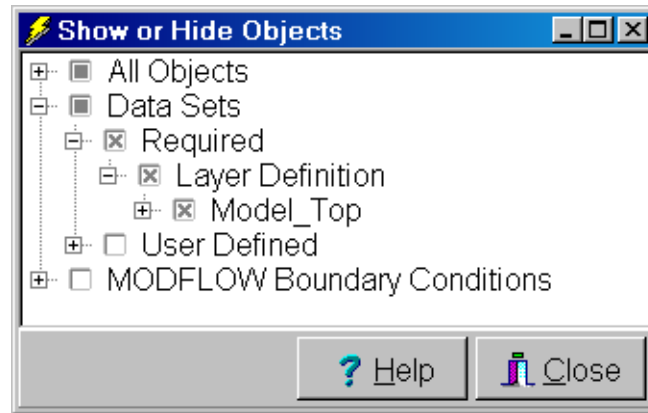 Show or Hide Objects
All Objects
Data Sets
Required
Layer Definition
Model_Top
User Defined
MODFLOW Boundary Conditions
? Help Close